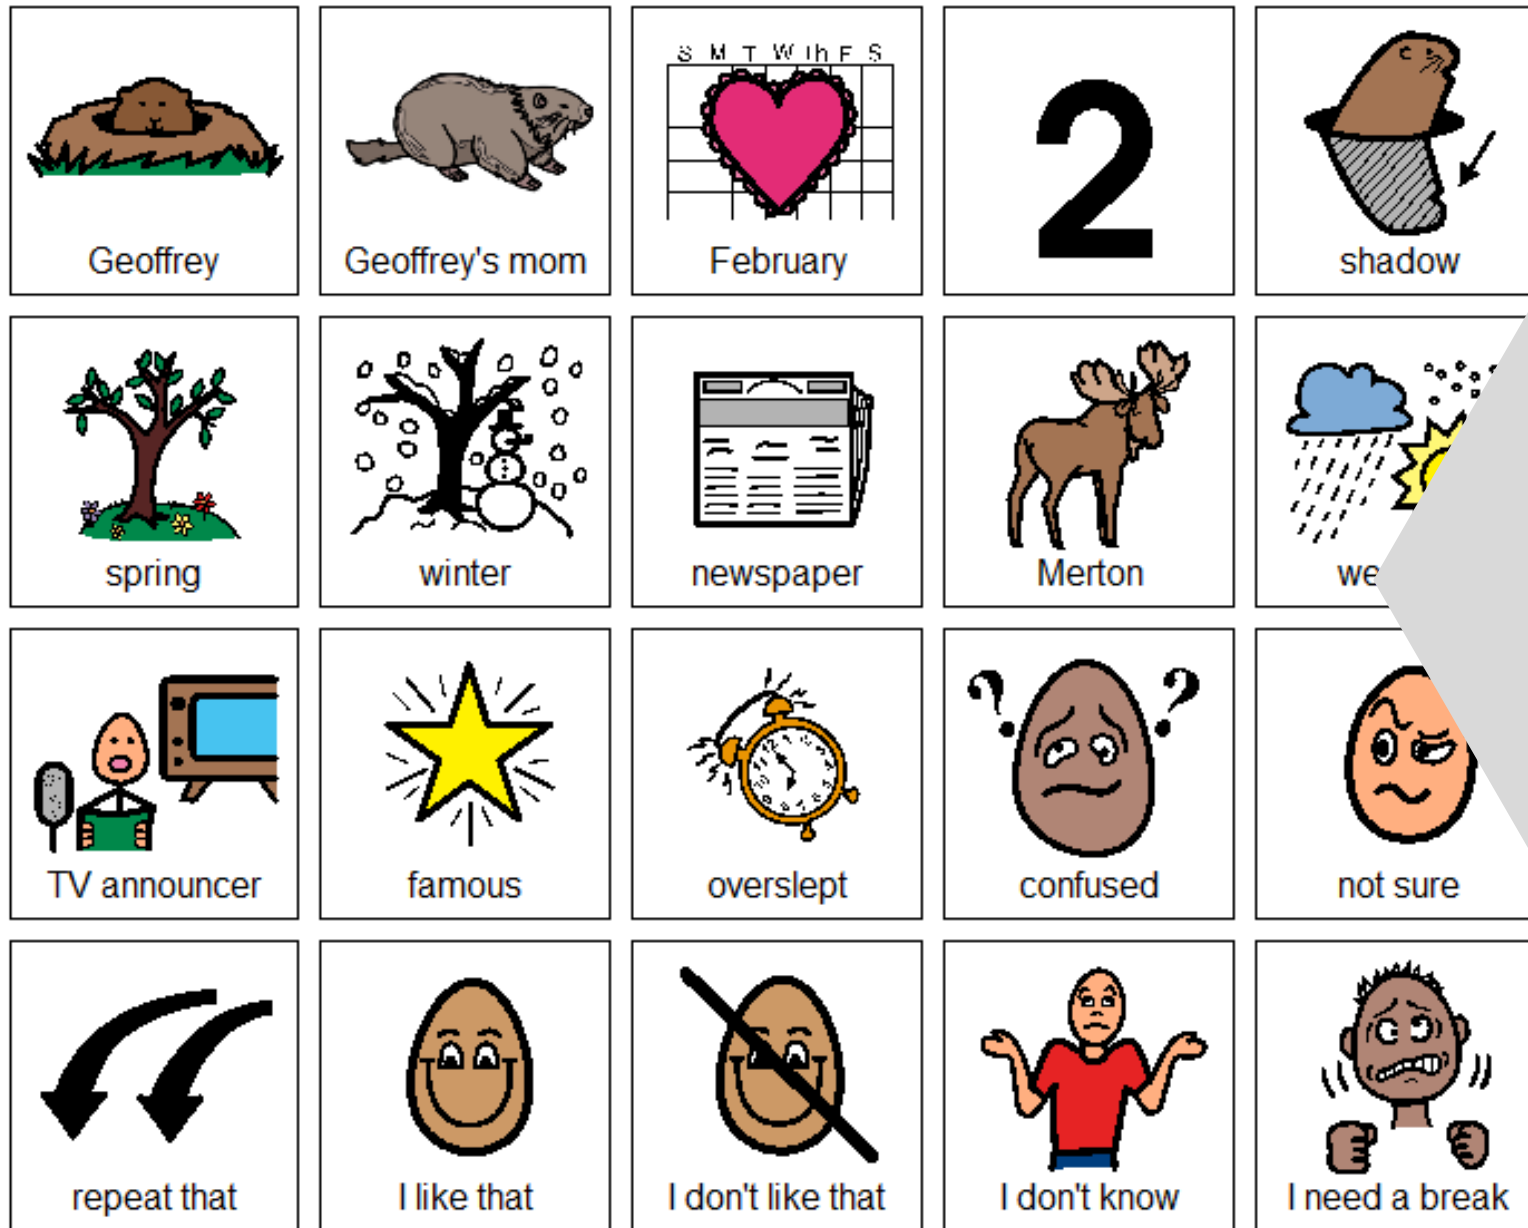 Geoffrey
Geoffrey's mom
S M T W Th F S
February
2
shadow
spring
winter
newspaper
Merton
TV announcer
famous
overslept
? ?
confused
not sure
repeat that
I like that
I don't like that
I don't know
I need a break